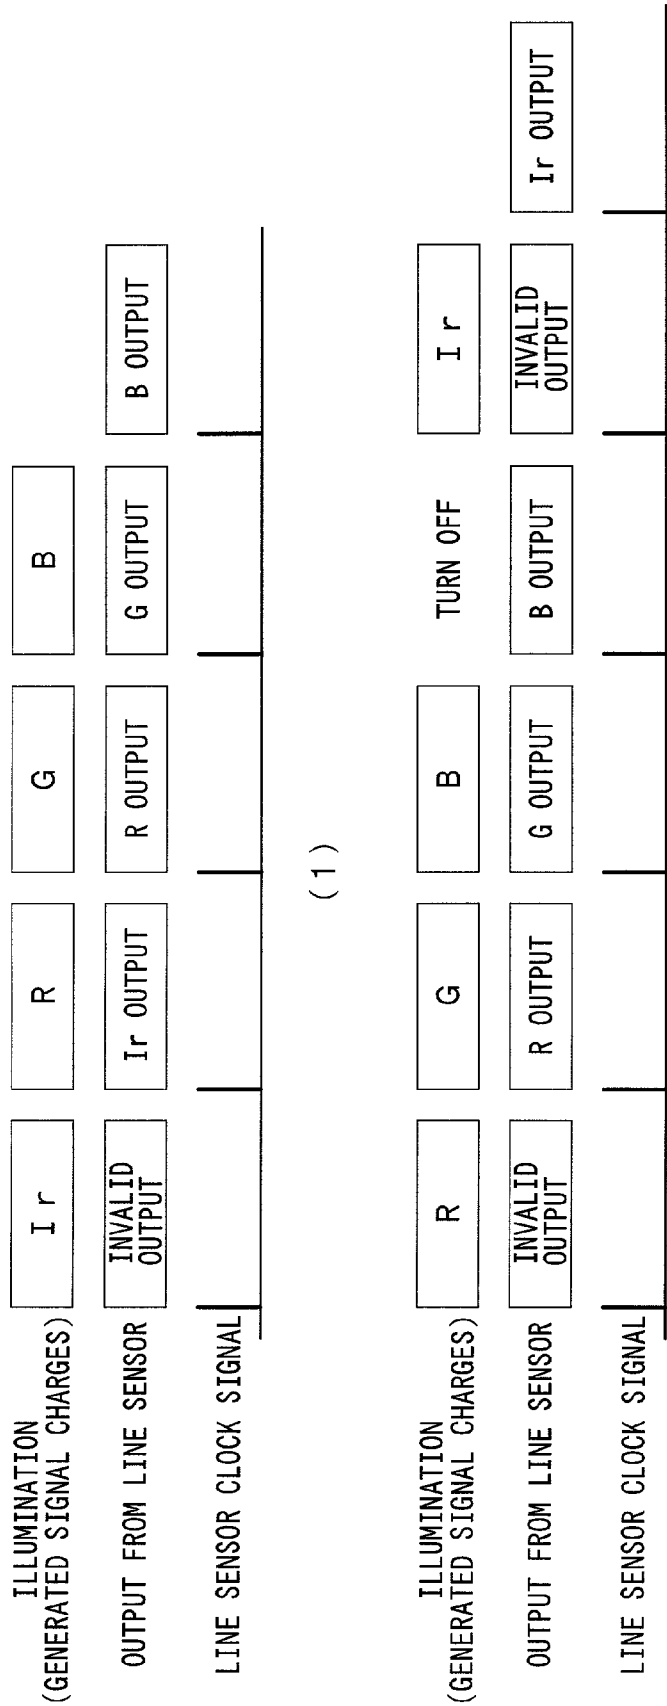 ILLUMINATION
(GENERATED SIGNAL CHARGES)
Ir
R
G
B
OUTPUT FROM LINE SENSOR
INVALID
OUTPUT
Ir OUTPUT
R OUTPUT
G OUTPUT
B OUTPUT
LINE SENSOR CLOCK SIGNAL
(1)
ILLUMINATION
(GENERATED SIGNAL CHARGES)
R
G
B
TURN OFF
Ir
OUTPUT FROM LINE SENSOR
INVALID
OUTPUT
R OUTPUT
G OUTPUT
B OUTPUT
INVALID
OUTPUT
Ir OUTPUT
LINE SENSOR CLOCK SIGNAL